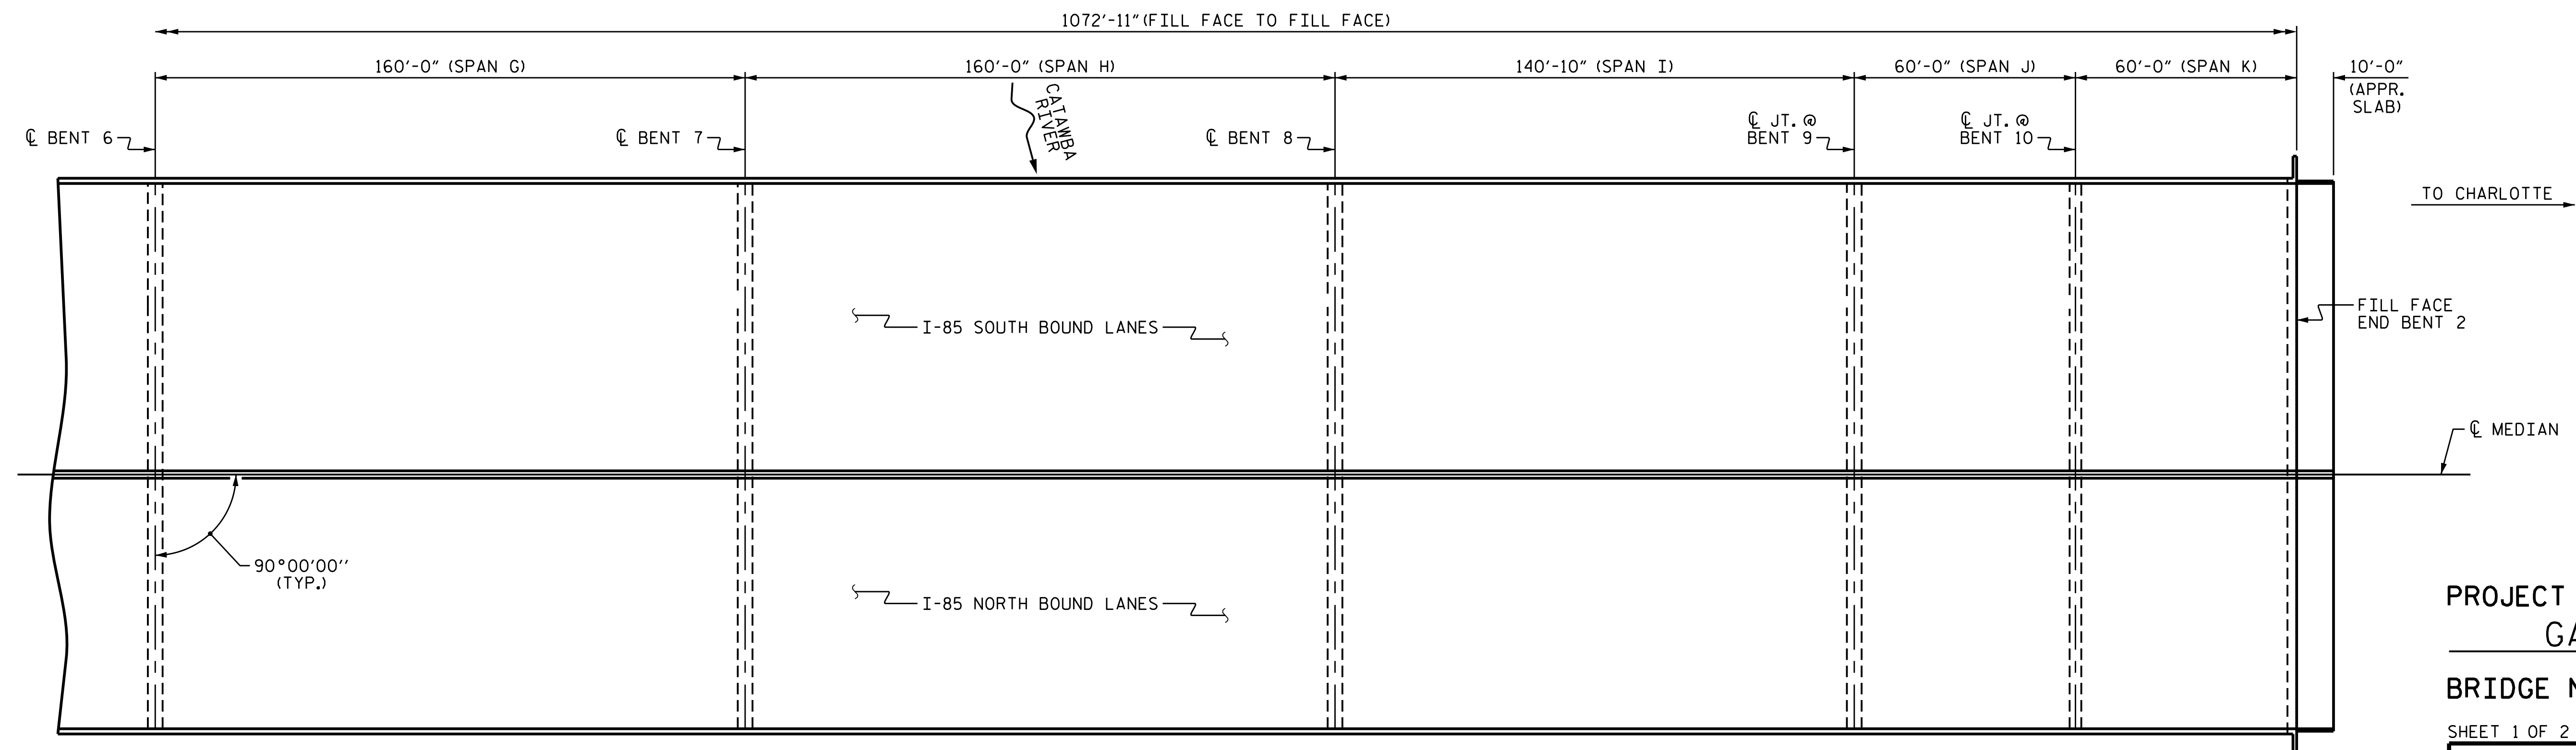 1072'-11" (FILL FACE TO FILL FACE)
160'-0" (SPAN G)
160'-0" (SPAN H)
140'-10" (SPAN I)
60'-0" (SPAN J)
60'-0" (SPAN K)
10'-0"
(APPR.
SLAB)
℄ BENT 6
℄ BENT 7
CATAWBA
RIVER
℄ BENT 8
℄ JT. @
BENT 9
℄ JT. @
BENT 10
TO CHARLOTTE
I-85 SOUTH BOUND LANES
FILL FACE
END BENT 2
℄ MEDIAN
90°00'00''
(TYP.)
I-85 NORTH BOUND LANES
PROJECT
GA
BRIDGE N
SHEET 1 OF 2